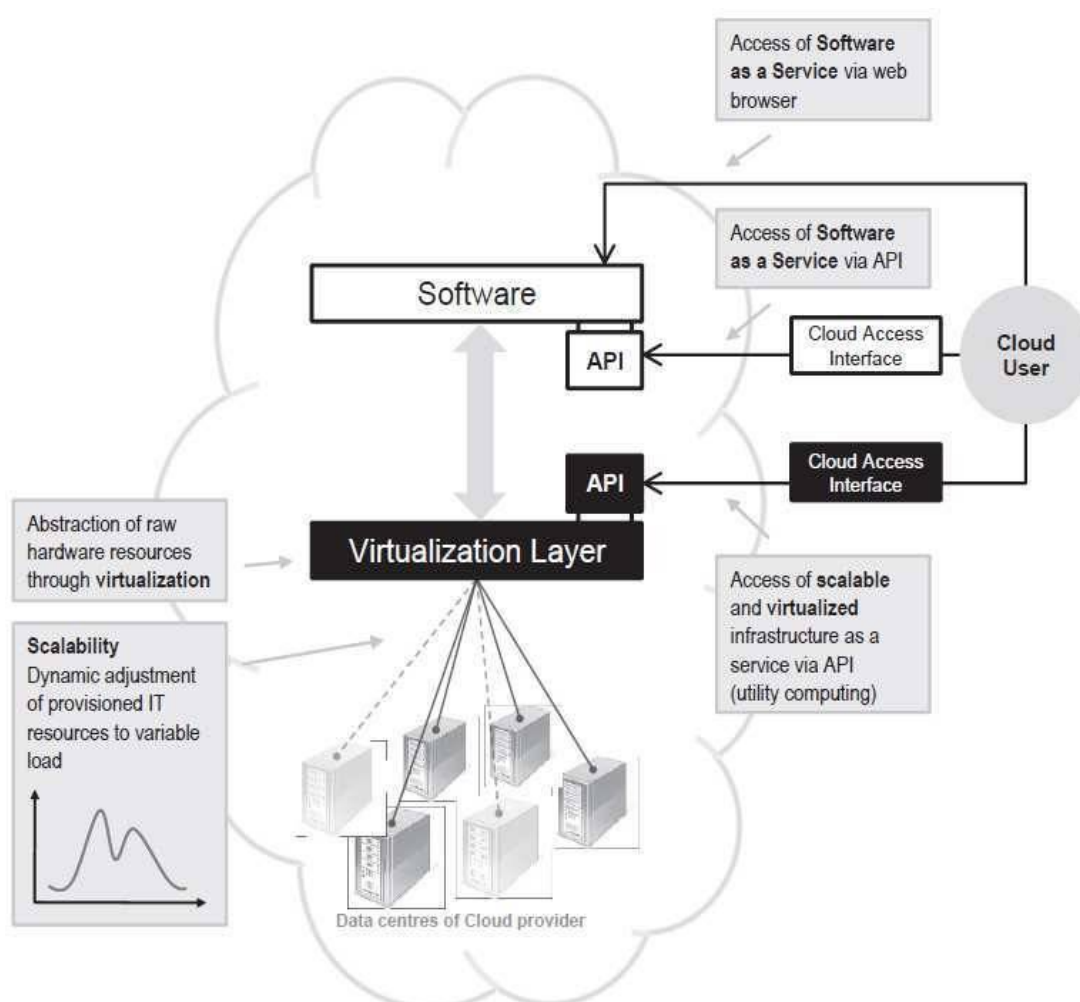 Access of Software
as a Service via web
browser
Access of Software
as a Service via API
Software
API
Cloud Access
Interface
Cloud
User
API
Cloud Access
Interface
Virtualization Layer
Abstraction of raw
hardware resources
through virtualization
Access of scalable
and virtualized
infrastructure as a
service via API
(utility computing)
Scalability
Dynamic adjustment
of provisioned IT
resources to variable
load
Data centres of Cloud provider